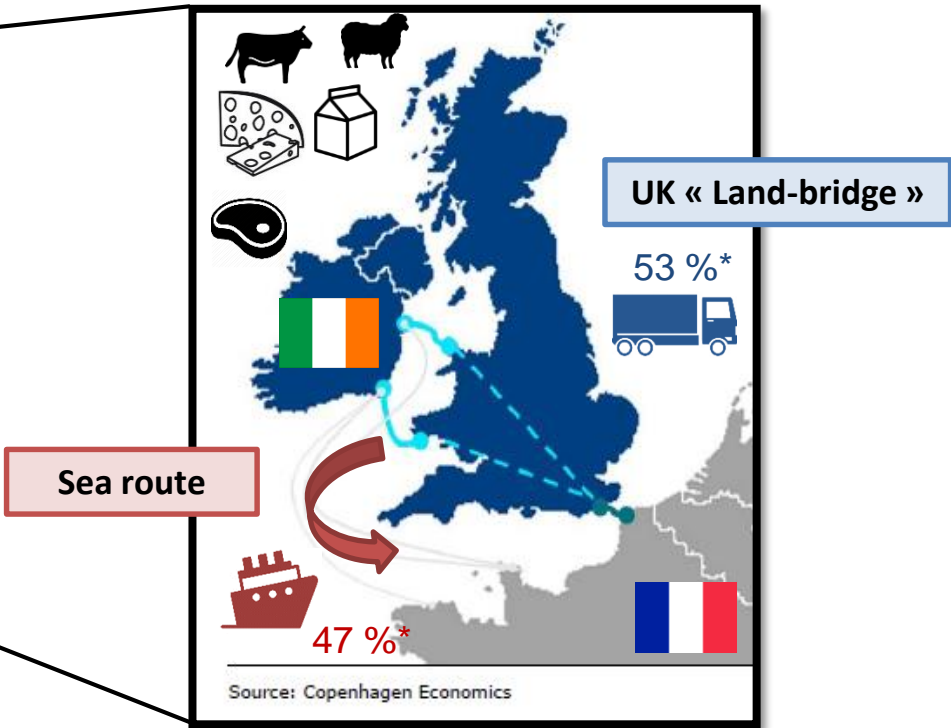 UK « Land-bridge »
53 %*
Sea route
47 %*
Source: Copenhagen Economics